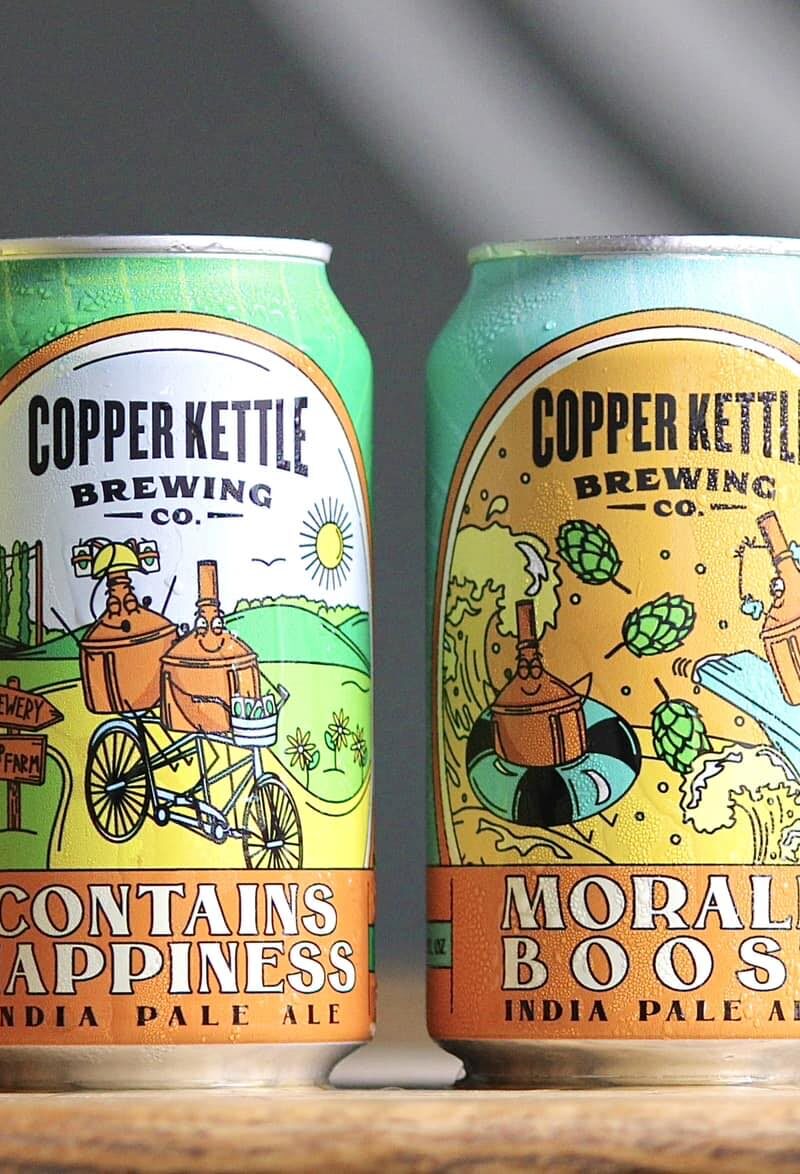 COPPER KETTLE
BREWING
CO.
EWERY
FARM
CONTAINS
APPINESS
NDIA PALE ALE
COPPER KETTL
BREWING
CO.
OZ
MORAL
BOOS
INDIA PALE A